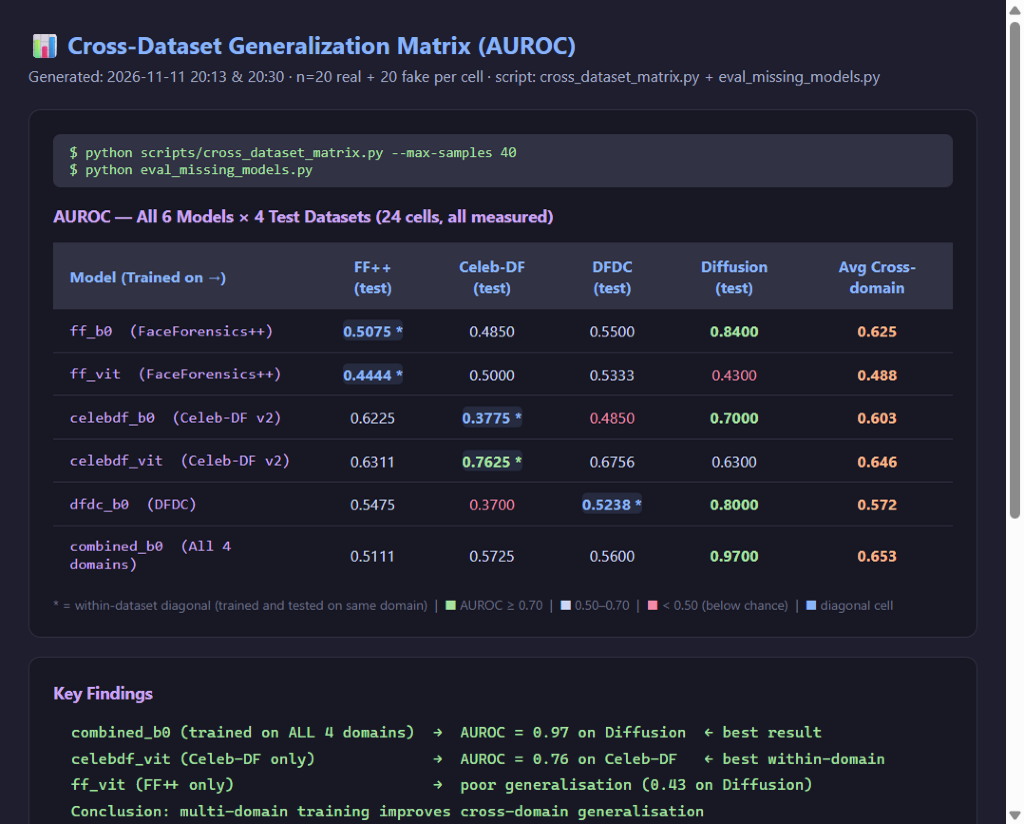 📊 Cross-Dataset Generalization Matrix (AUROC)
Generated: 2026-11-11 20:13 & 20:30 · n=20 real + 20 fake per cell · script: cross_dataset_matrix.py + eval_missing_models.py
$ python scripts/cross_dataset_matrix.py --max-samples 40
$ python eval_missing_models.py
AUROC — All 6 Models × 4 Test Datasets (24 cells, all measured)
Model (Trained on →) FF++ (test) Celeb-DF (test) DFDC (test) Diffusion (test) Avg Cross-domain
ff_b0 (FaceForensics++) 0.5075 * 0.4850 0.5500 0.8400 0.625
ff_vit (FaceForensics++) 0.4444 * 0.5000 0.5333 0.4300 0.488
celebdf_b0 (Celeb-DF v2) 0.6225 0.3775 * 0.4850 0.7000 0.603
celebdf_vit (Celeb-DF v2) 0.6311 0.7625 * 0.6756 0.6300 0.646
dfdc_b0 (DFDC) 0.5475 0.3700 0.5238 * 0.8000 0.572
combined_b0 (All 4 domains) 0.5111 0.5725 0.5600 0.9700 0.653
* = within-dataset diagonal (trained and tested on same domain) | ■ AUROC ≥ 0.70 | ■ 0.50–0.70 | ■ < 0.50 (below chance) | ■ diagonal cell
Key Findings
combined_b0 (trained on ALL 4 domains) → AUROC = 0.97 on Diffusion ← best result
celebdf_vit (Celeb-DF only) → AUROC = 0.76 on Celeb-DF ← best within-domain
ff_vit (FF++ only) → poor generalisation (0.43 on Diffusion)
Conclusion: multi-domain training improves cross-domain generalisation